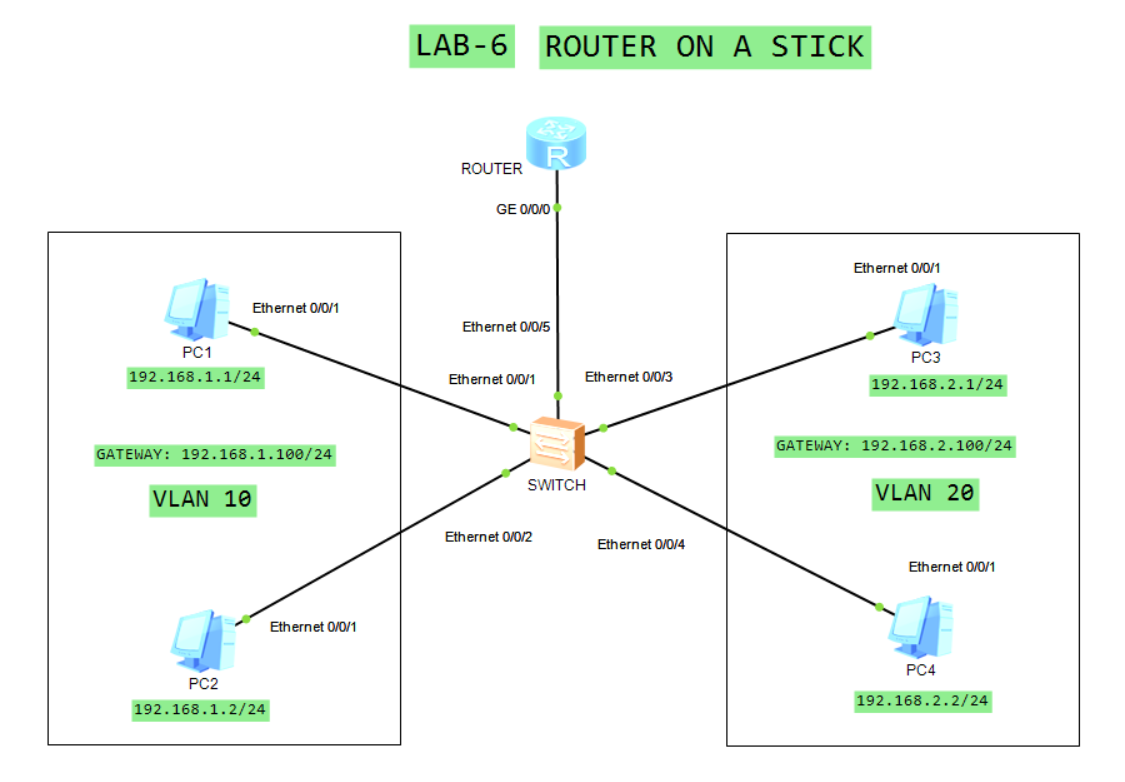 LAB-6 ROUTER ON A STICK
R
ROUTER
GE 0/0/0
Ethernet 0/0/1
PC1
192.168.1.1/24
GATEWAY: 192.168.1.100/24
VLAN 10
Ethernet 0/0/1
PC2
192.168.1.2/24
Ethernet 0/0/5
Ethernet 0/0/1
Ethernet 0/0/3
SWITCH
Ethernet 0/0/2
Ethernet 0/0/4
Ethernet 0/0/1
PC3
192.168.2.1/24
GATEWAY: 192.168.2.100/24
VLAN 20
Ethernet 0/0/1
PC4
192.168.2.2/24